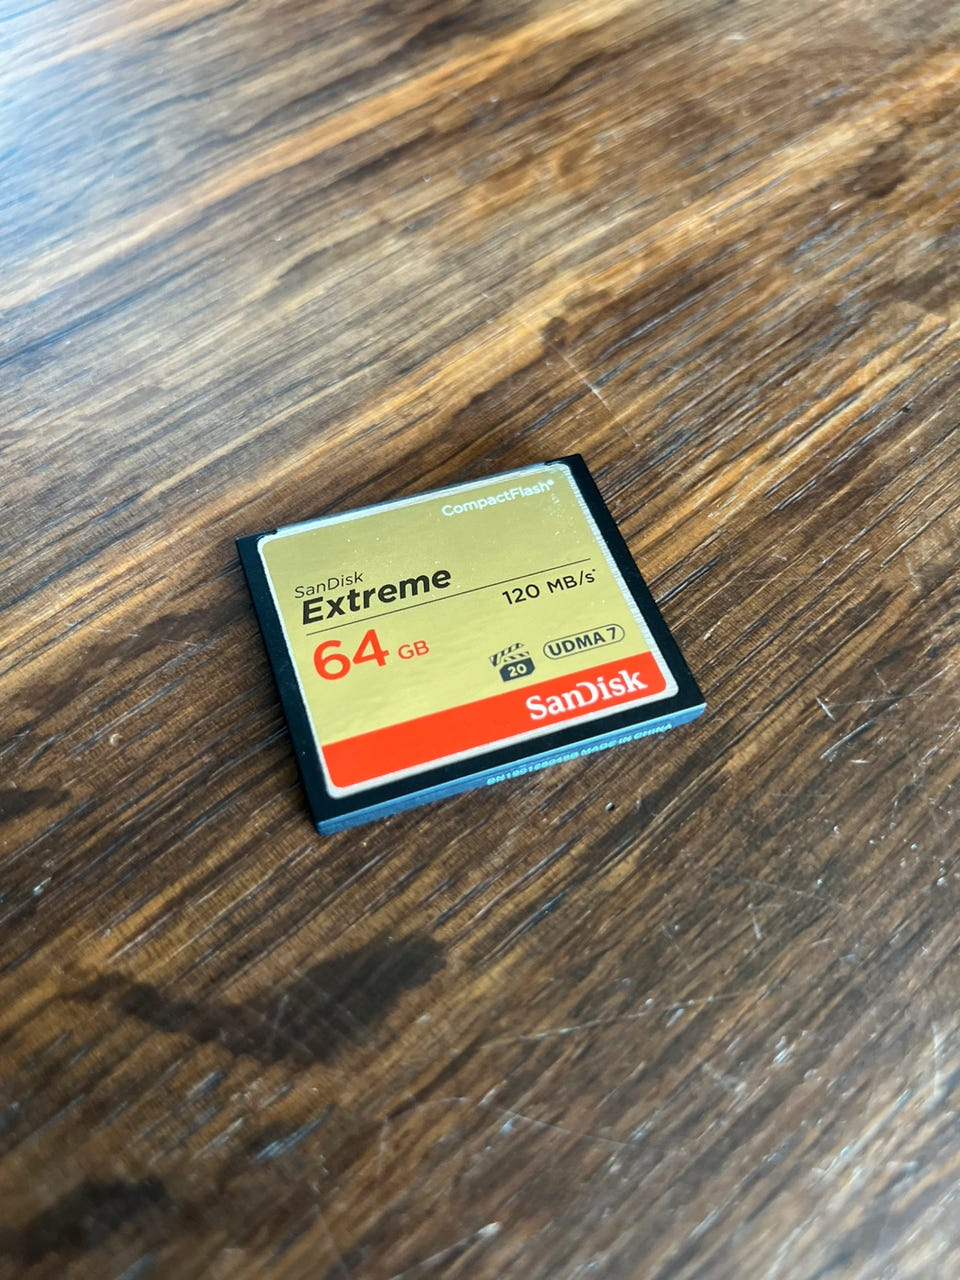 CompactFlash®
SanDisk
Extreme
120 MB/s*
64 GB
20
UDMA 7
SanDisk
MADE IN CHINA